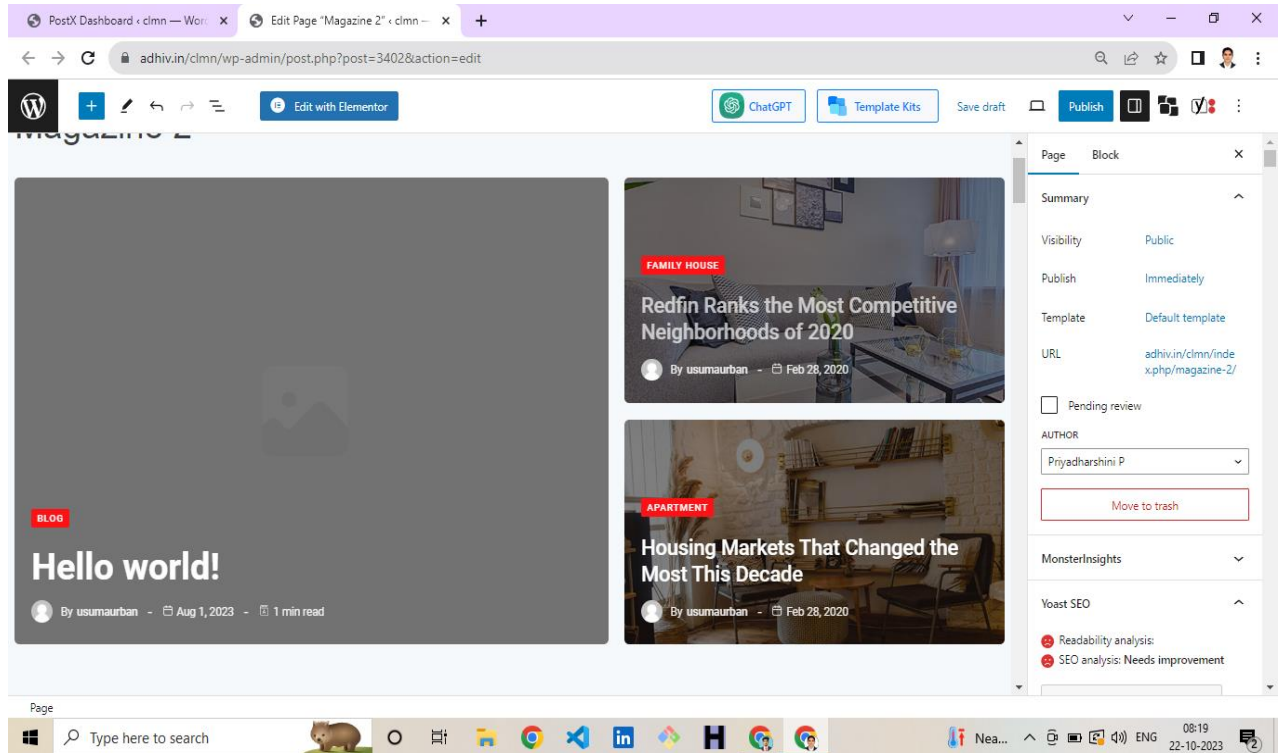 PostX Dashboard ‹ clmn — Wor
Edit Page “Magazine 2” ‹ clmn —
adhiv.in/clmn/wp-admin/post.php?post=3402&action=edit
Edit with Elementor
ChatGPT
Template Kits
Save draft
Publish
Magazine 2
FAMILY HOUSE
Redfin Ranks the Most Competitive
Neighborhoods of 2020
By usumaurban - Feb 28, 2020
BLOG
Hello world!
By usumaurban - Aug 1, 2023 - 1 min read
APARTMENT
Housing Markets That Changed the
Most This Decade
By usumaurban - Feb 28, 2020
Page Block
Summary
Visibility Public
Publish Immediately
Template Default template
URL adhiv.in/clmn/inde
x.php/magazine-2/
Pending review
AUTHOR
Priyadharshini P
Move to trash
MonsterInsights
Yoast SEO
Readability analysis:
SEO analysis: Needs improvement
Page
Type here to search
in
H
Nea...
ENG
08:19
22-10-2023
2